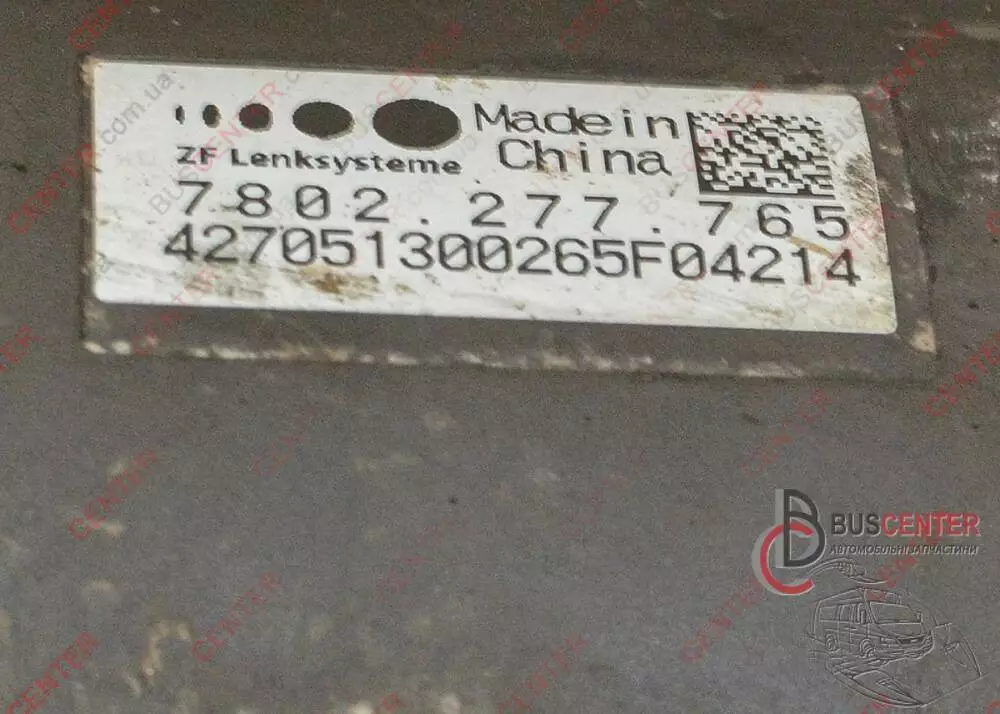 Made in
China
ZF Lenksysteme
7802.277.765
427051300265F04214
BUSCENTER
АВТОМОБІЛЬНІ ЗАПЧАСТИНИ